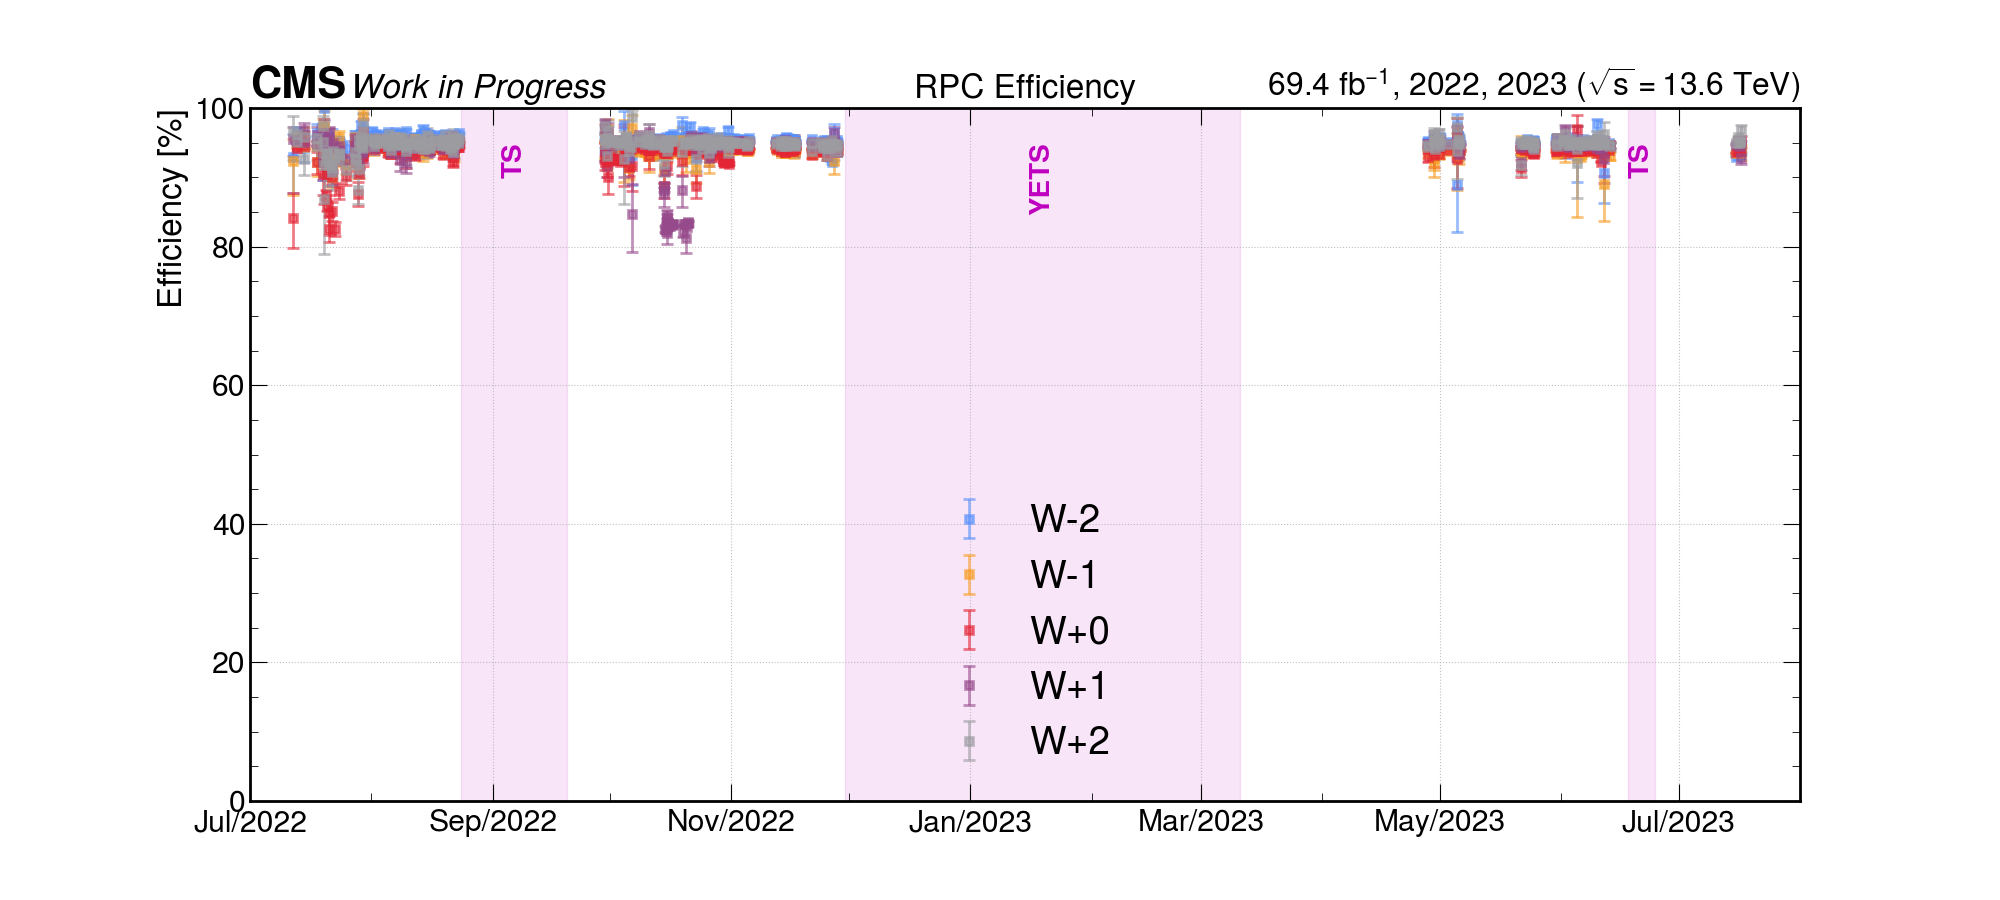 CMS Work in Progress RPC Efficiency 69.4 fb⁻¹, 2022, 2023 (√s = 13.6 TeV)
Efficiency [%]
100
80
60
40
20
0
TS
YETS
TS
W-2
W-1
W+0
W+1
W+2
Jul/2022 Sep/2022 Nov/2022 Jan/2023 Mar/2023 May/2023 Jul/2023